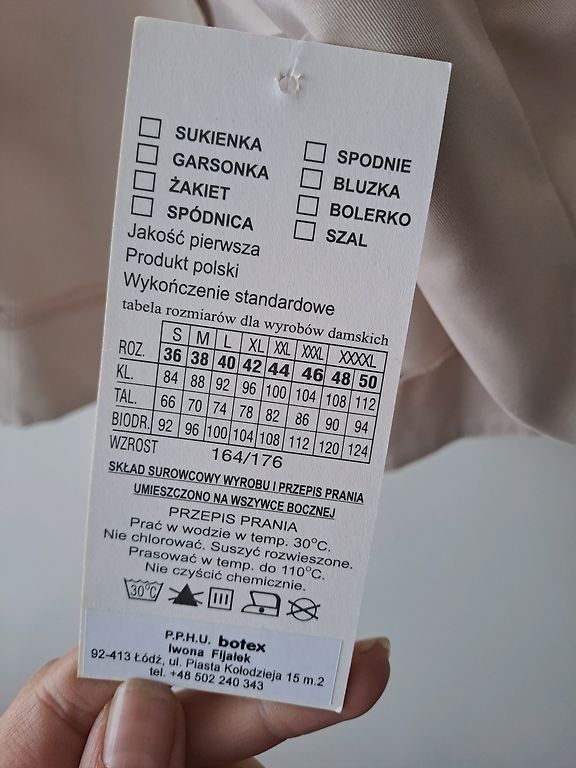 SUKIENKA
GARSONKA
ŻAKIET
SPÓDNICA
SPODNIE
BLUZKA
BOLERKO
SZAL
Jakość pierwsza
Produkt polski
Wykończenie standardowe
tabela rozmiarów dla wyrobów damskich
S M L XL XXL XXXL XXXXL
ROZ. 36 38 40 42 44 46 48 50
KL. 84 88 92 96 100 104 108 112
TAL. 66 70 74 78 82 86 90 94
BIODR. 92 96 100 104 108 112 120 124
WZROST 164/176
SKŁAD SUROWCOWY WYROBU I PRZEPIS PRANIA
UMIESZCZONO NA WSZYWCE BOCZNEJ
PRZEPIS PRANIA
Prać w wodzie w temp. 30°C.
Nie chlorować. Suszyć rozwieszone.
Prasować w temp. do 110°C.
Nie czyścić chemicznie.
30°C
P.P.H.U. botex
Iwona Fijałek
92-413 Łódź, ul. Piasta Kołodzieja 15 m.2
tel. +48 502 240 343